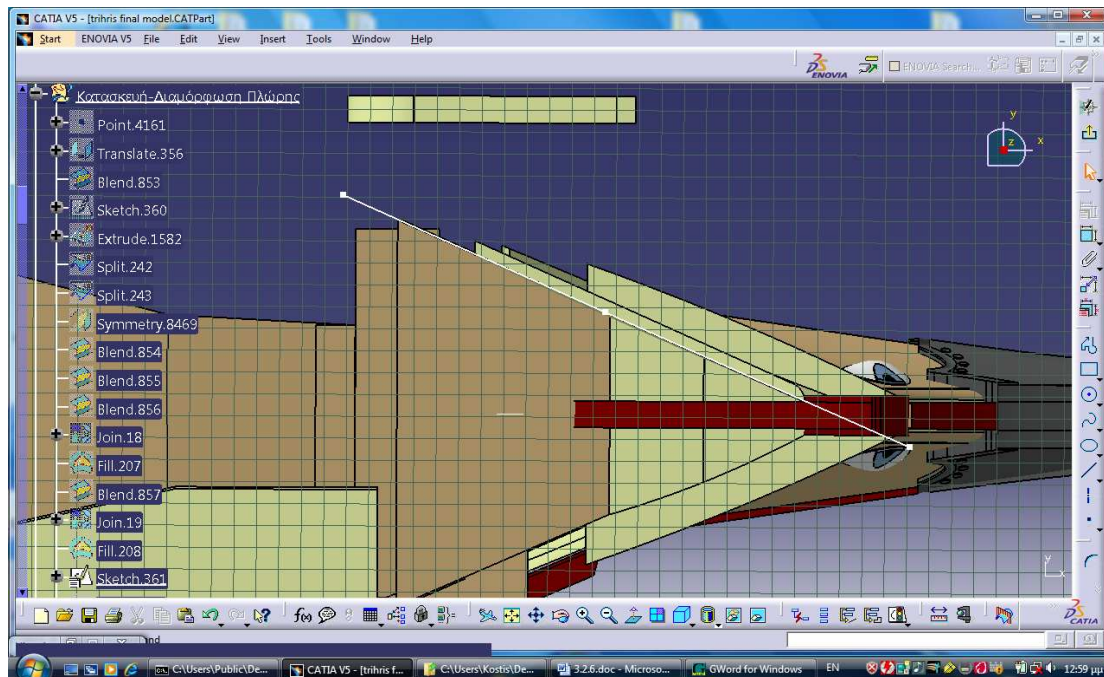 CATIA V5 - [trihris final model.CATPart]
Start ENOVIA V5 File Edit View Insert Tools Window Help
ENOVIA
ENOVIA Search...
Κατασκευή-Διαμόρφωση Πλώρης
Point.4161
Translate.356
Blend.853
Sketch.360
Extrude.1582
Split.242
Split.243
Symmetry.8469
Blend.854
Blend.855
Blend.856
Join.18
Fill.207
Blend.857
Join.19
Fill.208
Sketch.361
y
x
z
y
x
f(x)
CATIA
C:\Users\Public\De...
CATIA V5 - [trihris f...
C:\Users\Kostis\De...
3.2.6.doc - Microso...
GWord for Windows
EN
12:59 μμ